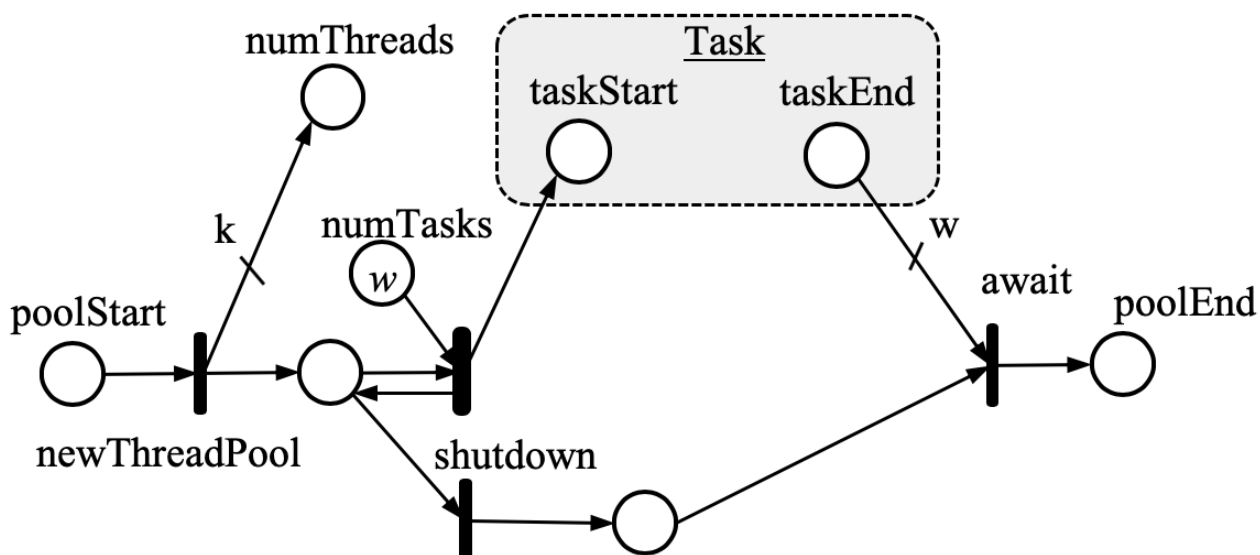 numThreads
Task
taskStart
taskEnd
k
numTasks
w
w
await
poolStart
poolEnd
newThreadPool
shutdown